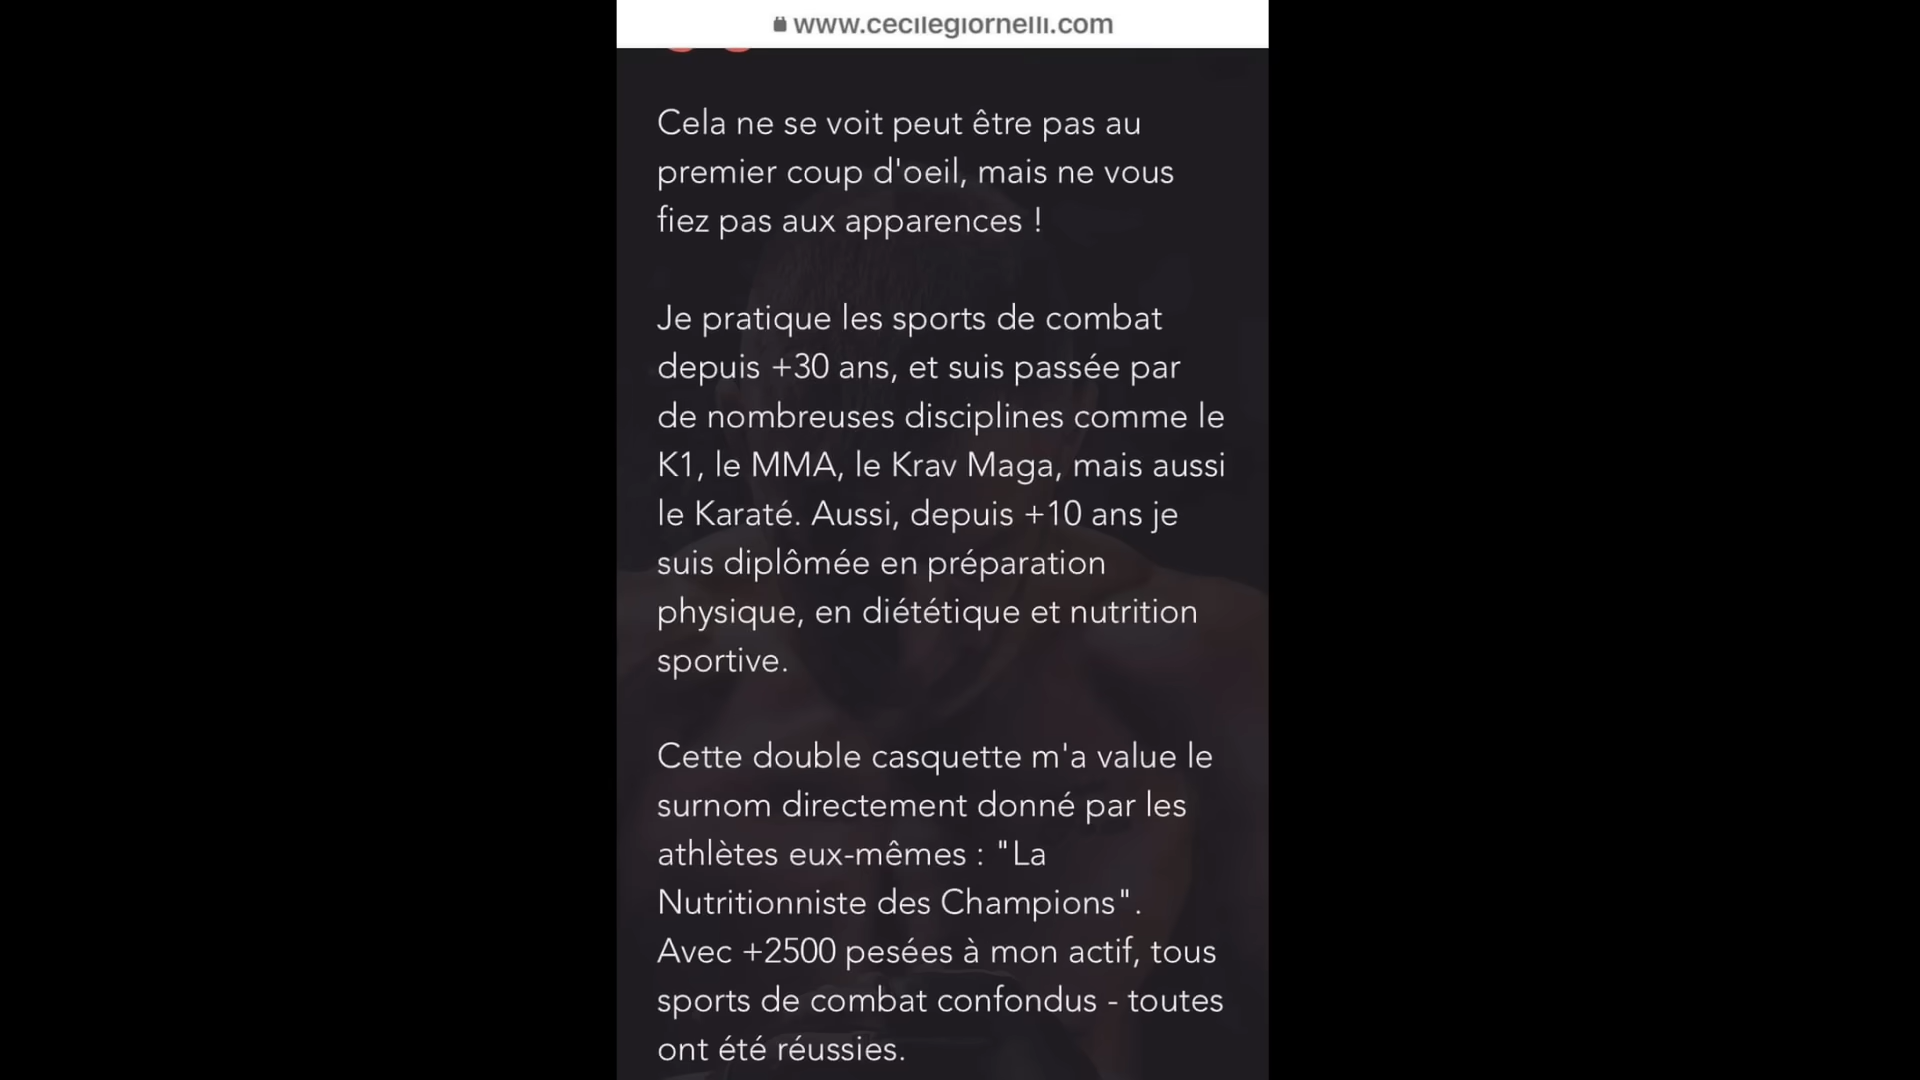 www.cecilegiornelli.com
Cela ne se voit peut être pas au
premier coup d'oeil, mais ne vous
fiez pas aux apparences !
Je pratique les sports de combat
depuis +30 ans, et suis passée par
de nombreuses disciplines comme le
K1, le MMA, le Krav Maga, mais aussi
le Karaté. Aussi, depuis +10 ans je
suis diplômée en préparation
physique, en diététique et nutrition
sportive.
Cette double casquette m'a value le
surnom directement donné par les
athlètes eux-mêmes : "La
Nutritionniste des Champions".
Avec +2500 pesées à mon actif, tous
sports de combat confondus - toutes
ont été réussies.